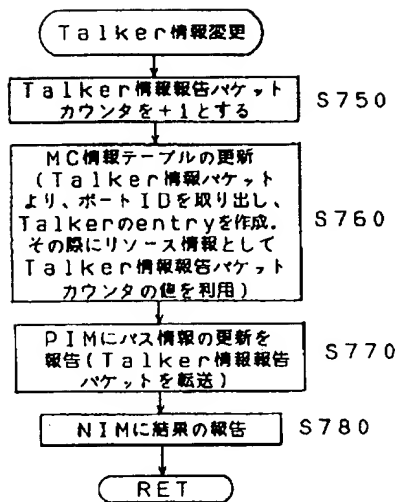 Talker情報変更
Talker情報報告パケット
カウンタを+1とする
S750
MC情報テーブルの更新
(Talker情報パケット
より、ポートIDを取り出し、
Talkerのentryを作成.
その際にリソース情報として
Talker情報報告パケット
カウンタの他を利用)
S760
PIMにパス情報の更新を
報告(Talker情報報告
パケットを転送)
S770
NIMに結果の報告
S780
RET